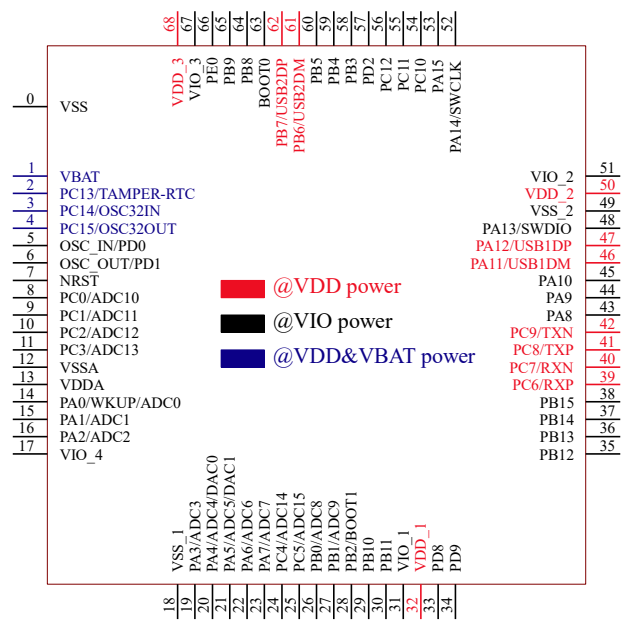 68 67 66 65 64 63 62 61 60 59 58 57 56 55 54 53 52
VDD_3
VIO_3
PE0
PB9
PB8
BOOT0
PB7/USB2DP
PB6/USB2DM
PB5
PB4
PB3
PD2
PC12
PC11
PC10
PA15
PA14/SWCLK
0 VSS
1 VBAT
2 PC13/TAMPER-RTC
3 PC14/OSC32IN
4 PC15/OSC32OUT
5 OSC_IN/PD0
6 OSC_OUT/PD1
7 NRST
8 PC0/ADC10
9 PC1/ADC11
10 PC2/ADC12
11 PC3/ADC13
12 VSSA
13 VDDA
14 PA0/WKUP/ADC0
15 PA1/ADC1
16 PA2/ADC2
17 VIO_4
@VDD power
@VIO power
@VDD&VBAT power
VIO_2 51
VDD_2 50
VSS_2 49
PA13/SWDIO 48
PA12/USB1DP 47
PA11/USB1DM 46
PA10 45
PA9 44
PA8 43
PC9/TXN 42
PC8/TXP 41
PC7/RXN 40
PC6/RXP 39
PB15 38
PB14 37
PB13 36
PB12 35
VSS_1
PA3/ADC3
PA4/ADC4/DAC0
PA5/ADC5/DAC1
PA6/ADC6
PA7/ADC7
PC4/ADC14
PC5/ADC15
PB0/ADC8
PB1/ADC9
PB2/BOOT1
PB10
PB11
VIO_1
VDD_1
PD8
PD9
18 19 20 21 22 23 24 25 26 27 28 29 30 31 32 33 34